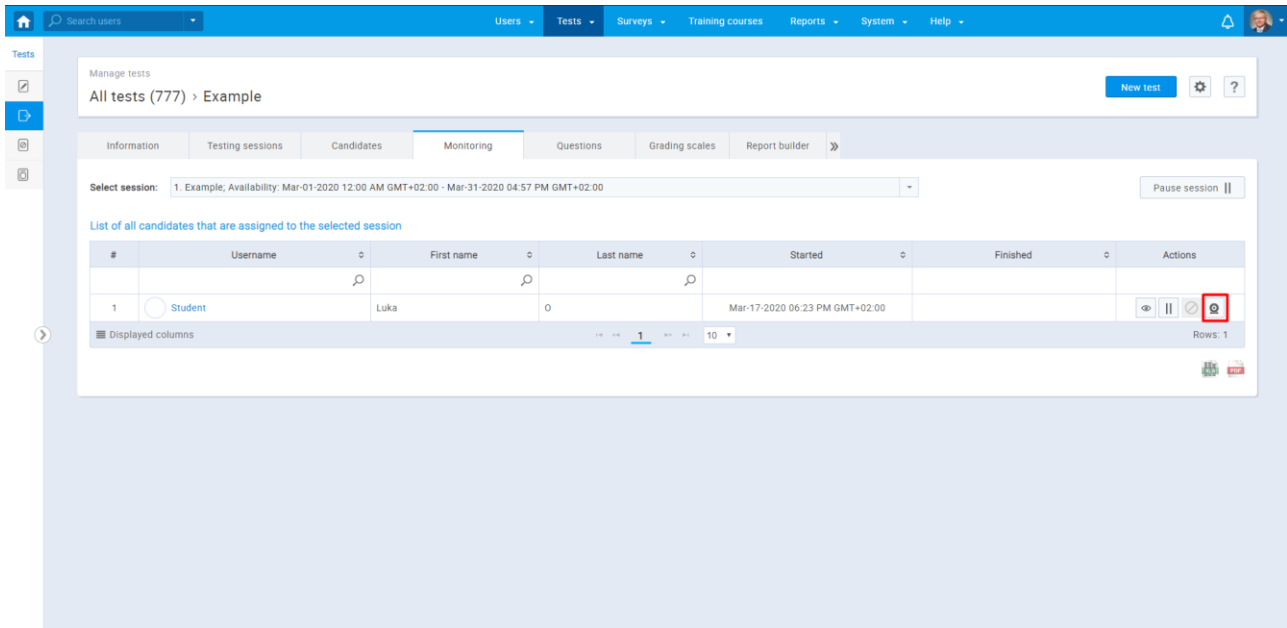 Search users Users Tests Surveys Training courses Reports System Help
Tests
Manage tests
All tests (777) > Example
New test ?
Information Testing sessions Candidates Monitoring Questions Grading scales Report builder »
Select session: 1. Example; Availability: Mar-01-2020 12:00 AM GMT+02:00 - Mar-31-2020 04:57 PM GMT+02:00 Pause session
List of all candidates that are assigned to the selected session
# Username First name Last name Started Finished Actions
1 Student Luka O Mar-17-2020 06:23 PM GMT+02:00
Displayed columns 1 10 Rows: 1
PDF